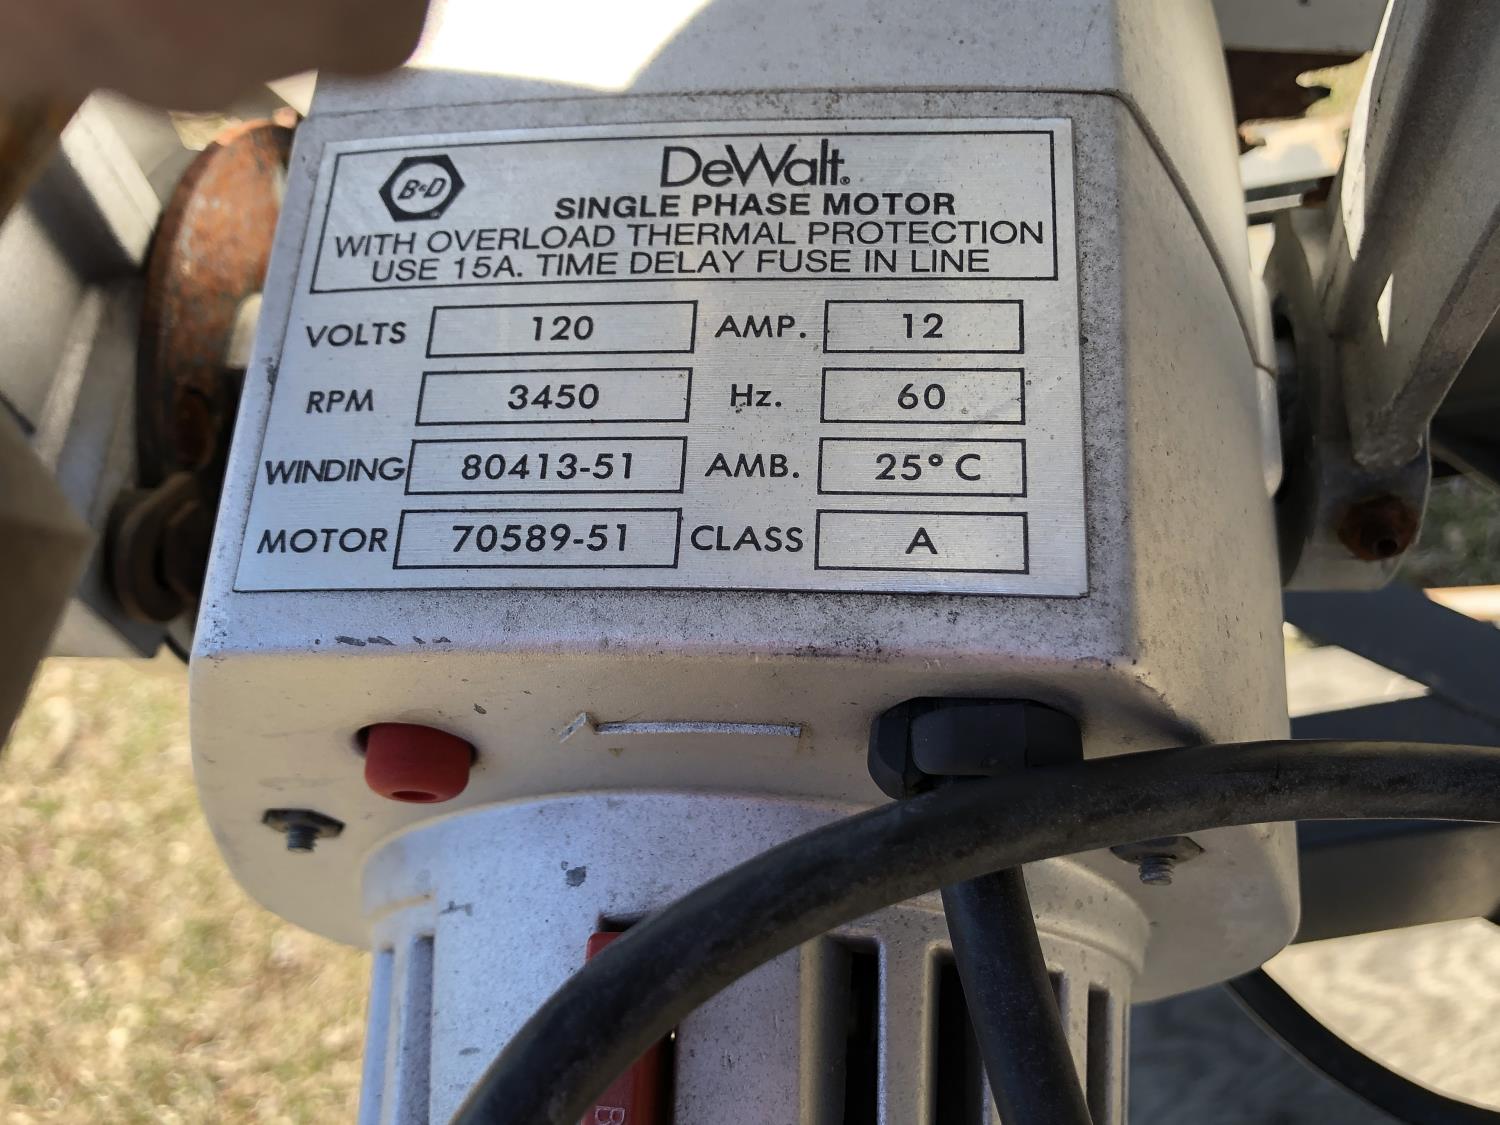 B&D
DeWalt®
SINGLE PHASE MOTOR
WITH OVERLOAD THERMAL PROTECTION
USE 15A. TIME DELAY FUSE IN LINE
VOLTS 120 AMP. 12
RPM 3450 Hz. 60
WINDING 80413-51 AMB. 25° C
MOTOR 70589-51 CLASS A
B